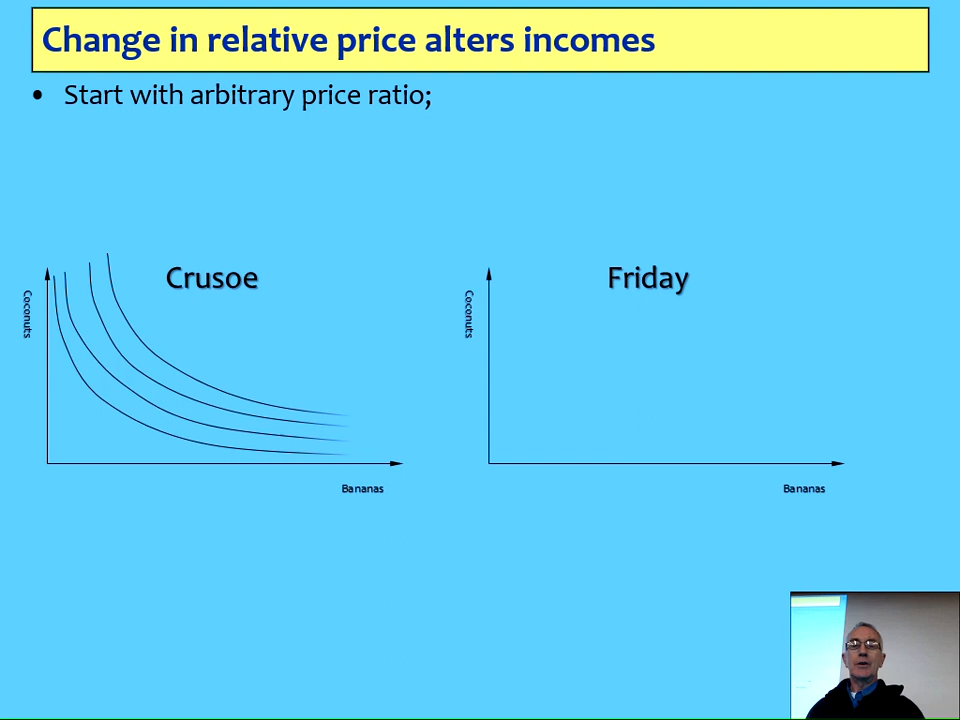 Change in relative price alters incomes
• Start with arbitrary price ratio;
Crusoe
Coconuts
Bananas
Friday
Coconuts
Bananas